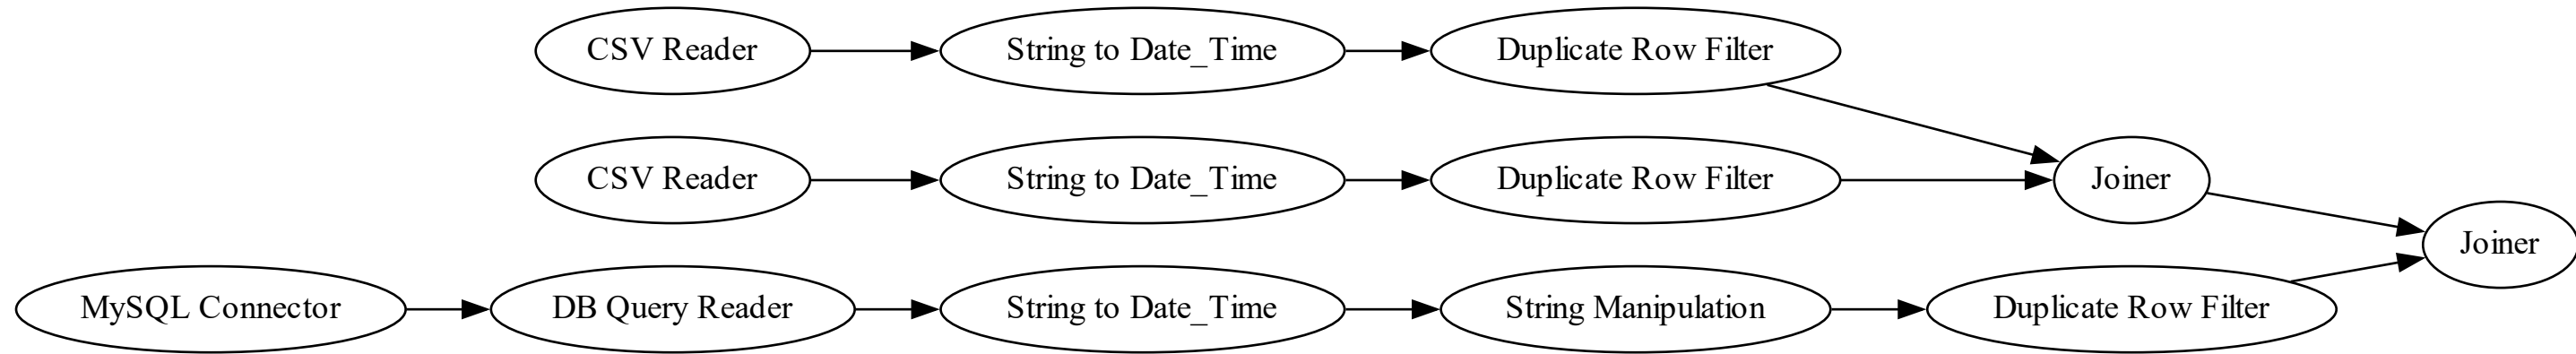 CSV Reader
String to Date_Time
Duplicate Row Filter
CSV Reader
String to Date_Time
Duplicate Row Filter
Joiner
Joiner
MySQL Connector
DB Query Reader
String to Date_Time
String Manipulation
Duplicate Row Filter